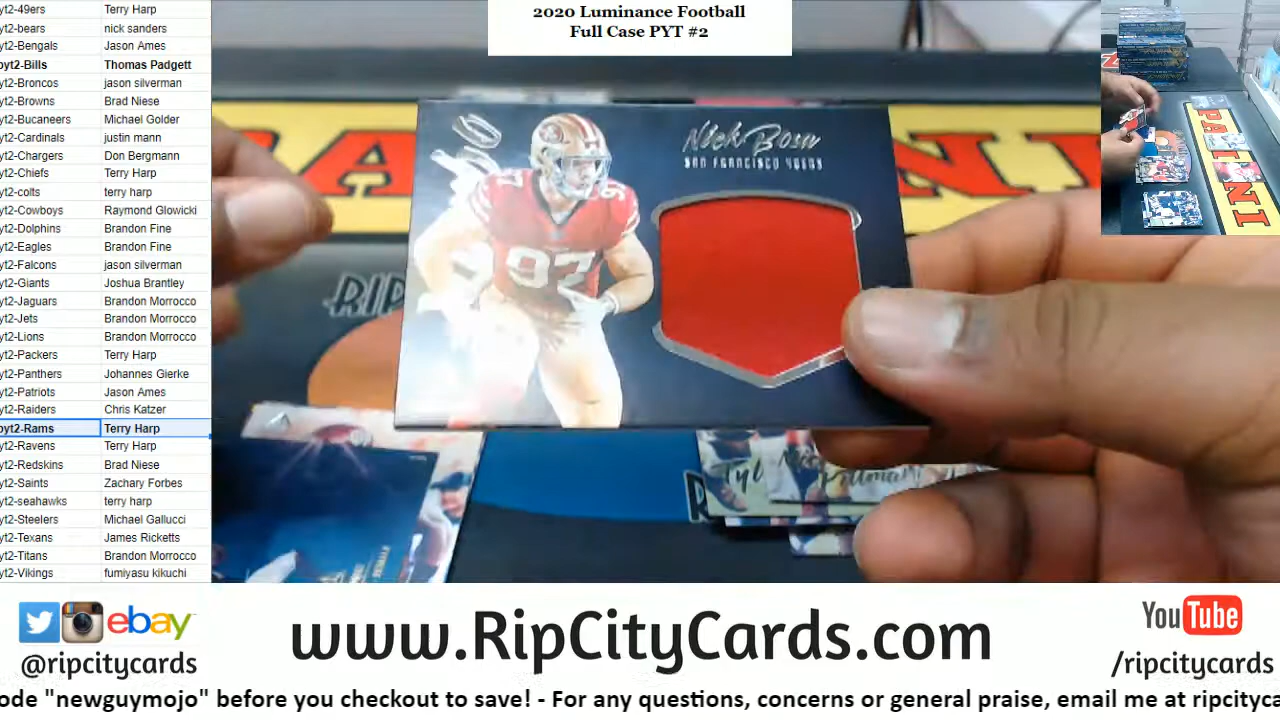 2020 Luminance Football
Full Case PYT #2
yt2-49ers Terry Harp
yt2-bears nick sanders
yt2-Bengals Jason Ames
pyt2-Bills Thomas Padgett
yt2-Broncos jason silverman
yt2-Browns Brad Niese
yt2-Bucaneers Michael Golder
yt2-Cardinals justin mann
yt2-Chargers Don Bergmann
yt2-Chiefs Terry Harp
yt2-colts terry harp
yt2-Cowboys Raymond Glowicki
yt2-Dolphins Brandon Fine
yt2-Eagles Brandon Fine
yt2-Falcons jason silverman
yt2-Giants Joshua Brantley
yt2-Jaguars Brandon Morrocco
yt2-Jets Brandon Morrocco
yt2-Lions Brandon Morrocco
yt2-Packers Terry Harp
yt2-Panthers Johannes Gierke
yt2-Patriots Jason Ames
yt2-Raiders Chris Katzer
pyt2-Rams Terry Harp
yt2-Ravens Terry Harp
yt2-Redskins Brad Niese
yt2-Saints Zachary Forbes
yt2-seahawks terry harp
yt2-Steelers Michael Gallucci
yt2-Texans James Ricketts
yt2-Titans Brandon Morrocco
yt2-Vikings fumiyasu kikuchi
Nick Bosa
SAN FRANCISCO 49ERS
97
97
RIP
PANINI
ebay
@ripcitycards
www.RipCityCards.com
YouTube
/ripcitycards
ode "newguymojo" before you checkout to save! - For any questions, concerns or general praise, email me at ripcityca